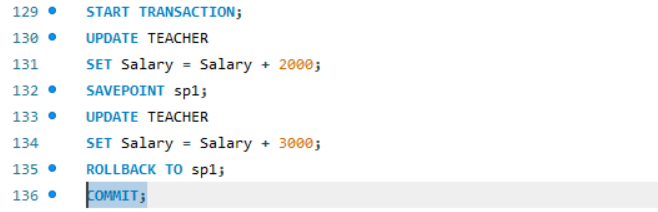 129 START TRANSACTION;
130 UPDATE TEACHER
131 SET Salary = Salary + 2000;
132 SAVEPOINT sp1;
133 UPDATE TEACHER
134 SET Salary = Salary + 3000;
135 ROLLBACK TO sp1;
136 COMMIT;